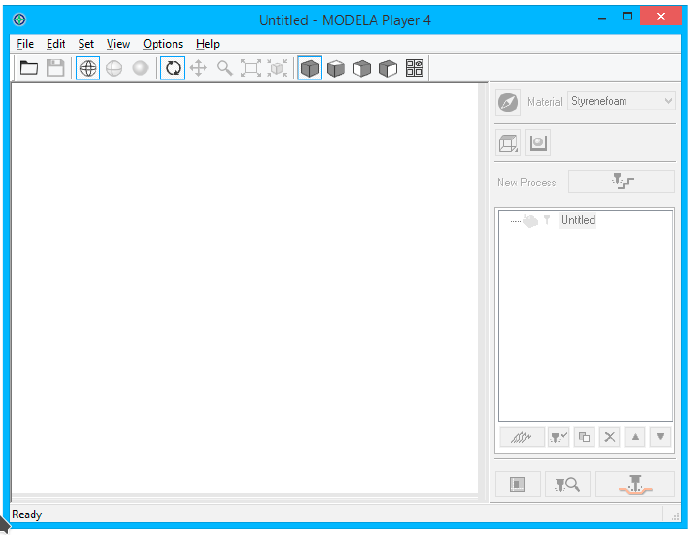 Untitled - MODELA Player 4
File Edit Set View Options Help
Material Styrenefoam
New Process
Untitled
Ready